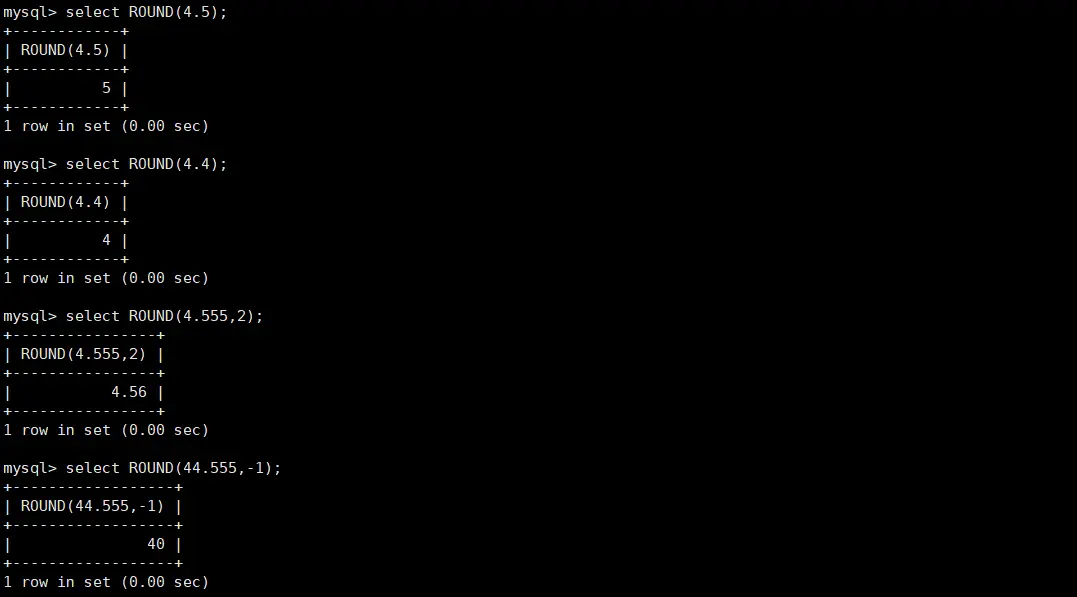 mysql> select ROUND(4.5);
+------------+
| ROUND(4.5) |
+------------+
|          5 |
+------------+
1 row in set (0.00 sec)

mysql> select ROUND(4.4);
+------------+
| ROUND(4.4) |
+------------+
|          4 |
+------------+
1 row in set (0.00 sec)

mysql> select ROUND(4.555,2);
+----------------+
| ROUND(4.555,2) |
+----------------+
|           4.56 |
+----------------+
1 row in set (0.00 sec)

mysql> select ROUND(44.555,-1);
+------------------+
| ROUND(44.555,-1) |
+------------------+
|               40 |
+------------------+
1 row in set (0.00 sec)